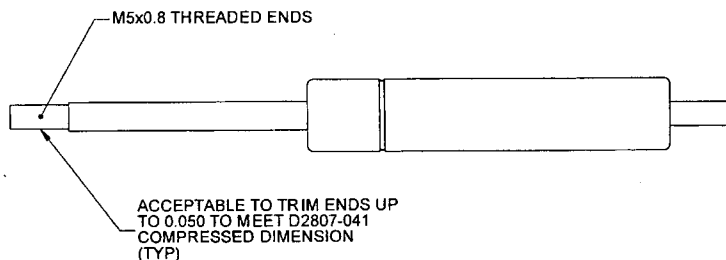 M5x0.8 THREADED ENDS
ACCEPTABLE TO TRIM ENDS UP
TO 0.050 TO MEET D2807-041
COMPRESSED DIMENSION
(TYP)